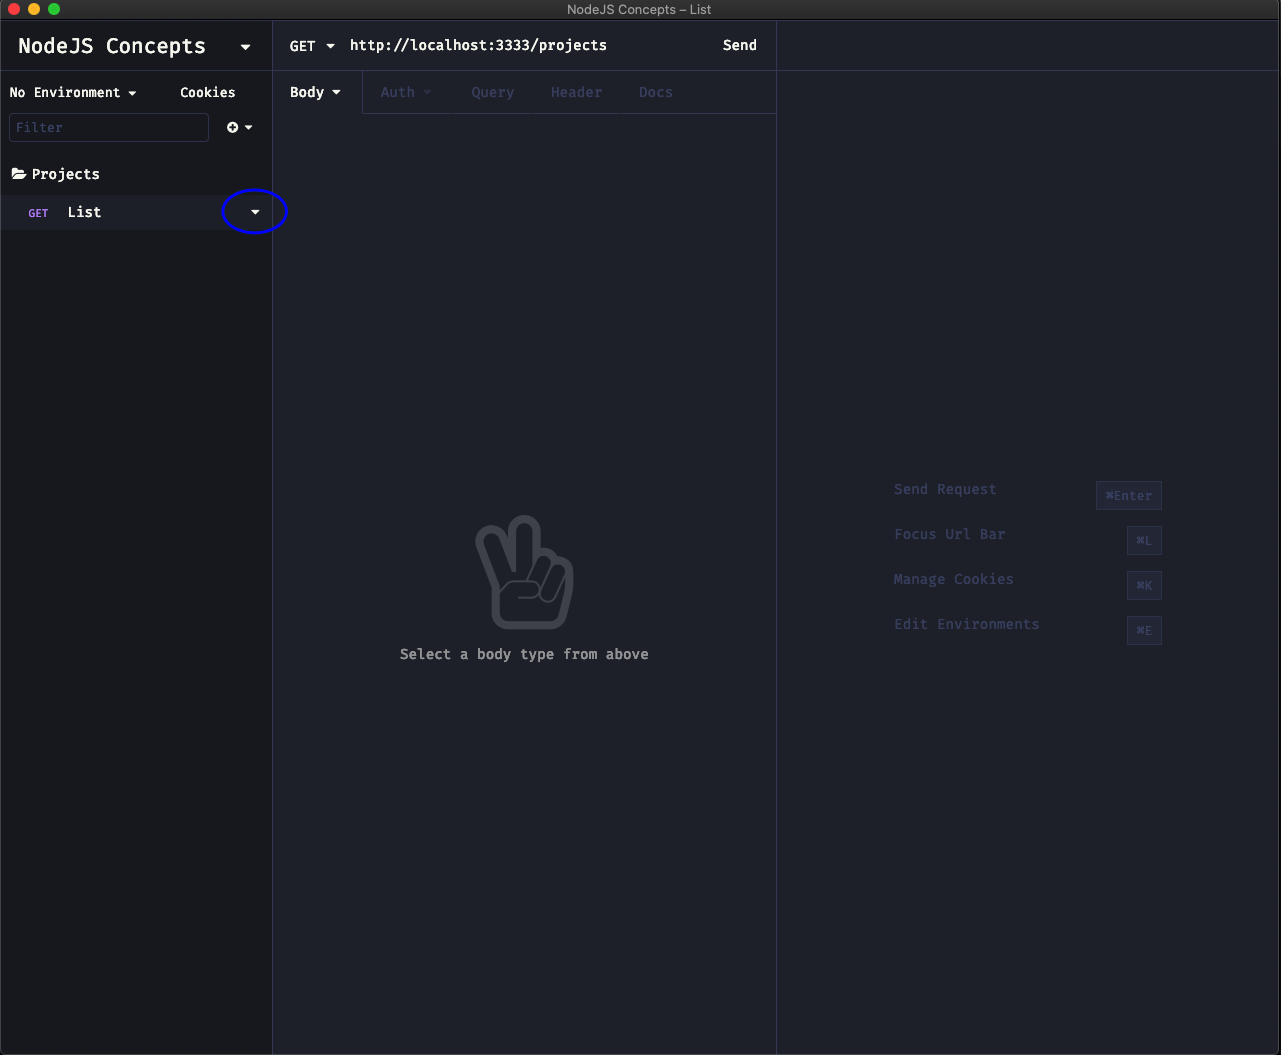 NodeJS Concepts – List
NodeJS Concepts
GET http://localhost:3333/projects Send
No Environment Cookies
Body Auth Query Header Docs
Filter
Projects
GET List
Send Request ⌘Enter
Focus Url Bar ⌘L
Manage Cookies ⌘K
Edit Environments ⌘E
Select a body type from above